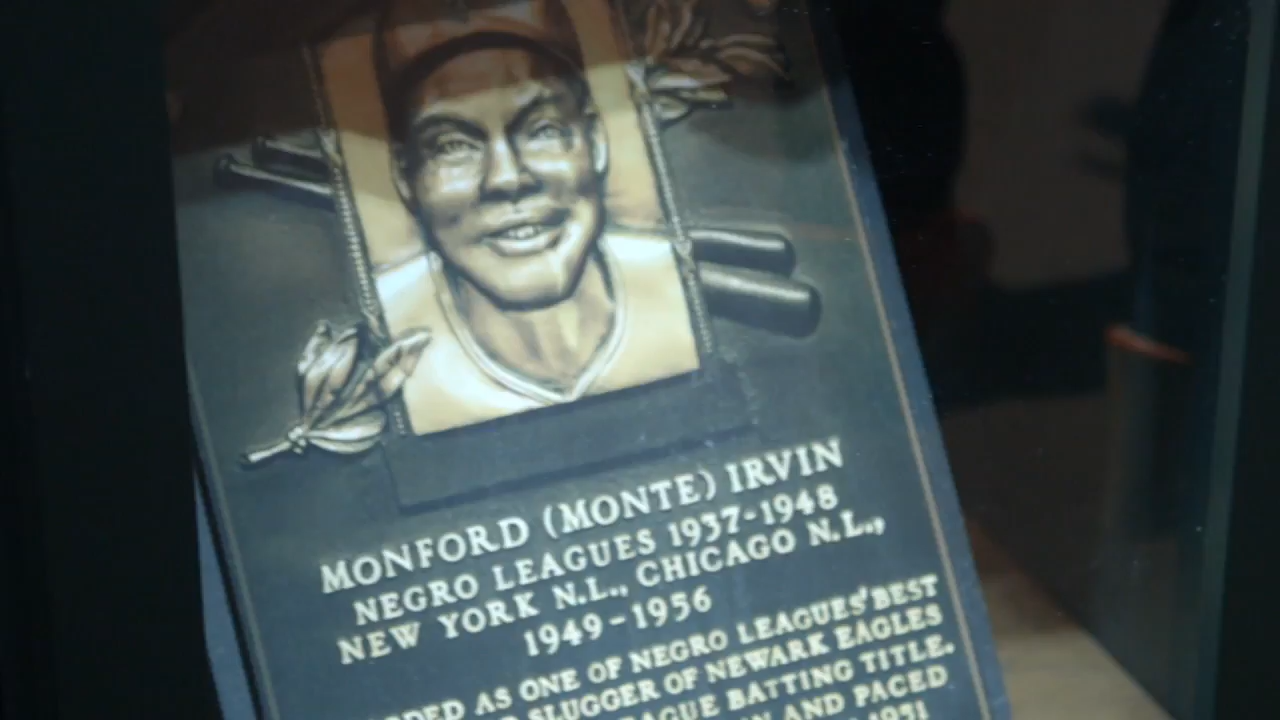 MONFORD (MONTE) IRVIN
NEGRO LEAGUES 1937-1948
NEW YORK N.L., CHICAGO N.L.,
1949-1956
AS ONE OF NEGRO LEAGUES' BEST
SLUGGER OF NEWARK EAGLES
BATTING TITLE.
AND PACED
1951